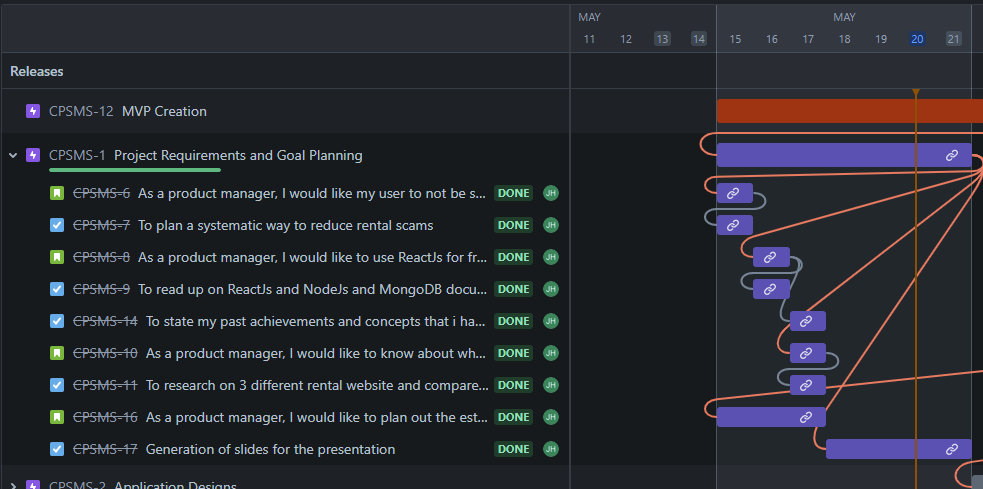 MAY MAY
11 12 13 14 15 16 17 18 19 20 21
Releases
CPSMS-12 MVP Creation
CPSMS-1 Project Requirements and Goal Planning
CPSMS-6 As a product manager, I would like my user to not be s... DONE JH
CPSMS-7 To plan a systematic way to reduce rental scams DONE JH
CPSMS-8 As a product manager, I would like to use ReactJs for fr... DONE JH
CPSMS-9 To read up on ReactJs and NodeJs and MongoDB docu... DONE JH
CPSMS-14 To state my past achievements and concepts that i ha... DONE JH
CPSMS-10 As a product manager, I would like to know about wh... DONE JH
CPSMS-11 To research on 3 different rental website and compare... DONE JH
CPSMS-16 As a product manager, I would like to plan out the est... DONE JH
CPSMS-17 Generation of slides for the presentation DONE JH
CPSMS-2 Application Designs